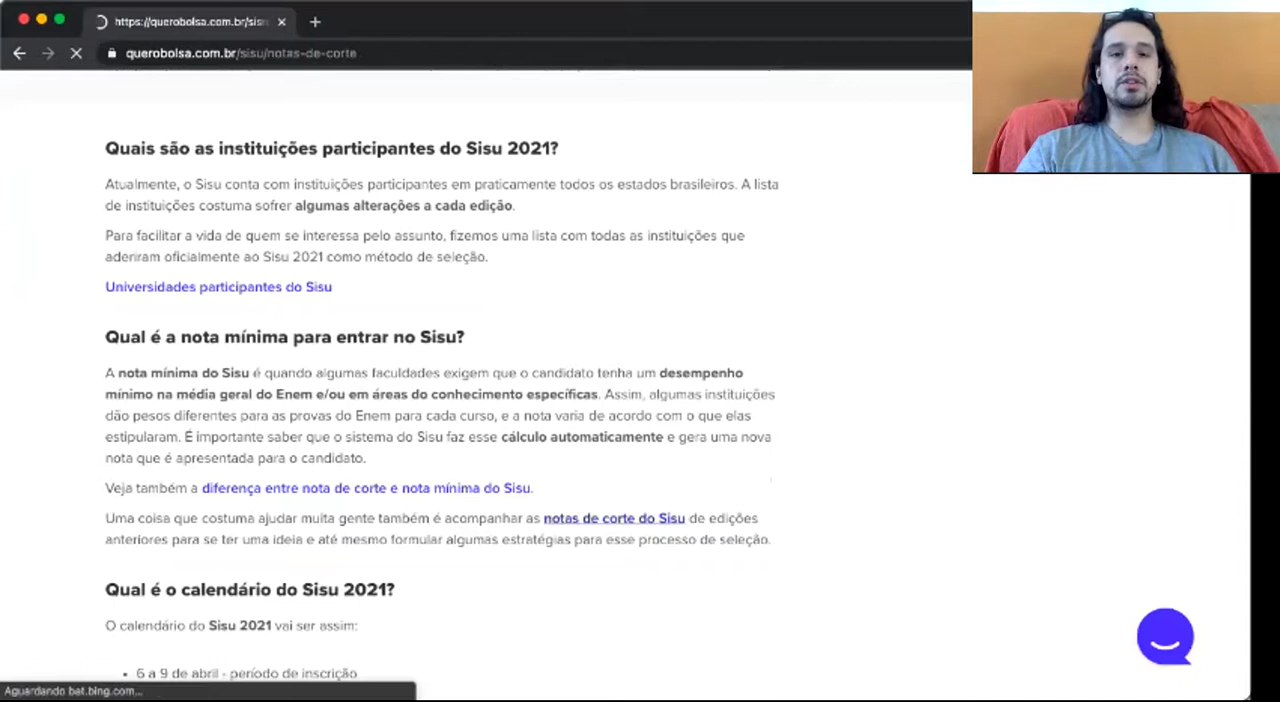 https://querobolsa.com.br/sis
querobolsa.com.br/sisu/notas-de-corte
Quais são as instituições participantes do Sisu 2021?
Atualmente, o Sisu conta com instituições participantes em praticamente todos os estados brasileiros. A lista
de instituições costuma sofrer algumas alterações a cada edição.
Para facilitar a vida de quem se interessa pelo assunto, fizemos uma lista com todas as instituições que
aderiram oficialmente ao Sisu 2021 como método de seleção.
Universidades participantes do Sisu
Qual é a nota mínima para entrar no Sisu?
A nota mínima do Sisu é quando algumas faculdades exigem que o candidato tenha um desempenho
mínimo na média geral do Enem e/ou em áreas do conhecimento específicas. Assim, algumas instituições
dão pesos diferentes para as provas do Enem para cada curso, e a nota varia de acordo com o que elas
estipularam. É importante saber que o sistema do Sisu faz esse cálculo automaticamente e gera uma nova
nota que é apresentada para o candidato.
Veja também a diferença entre nota de corte e nota mínima do Sisu.
Uma coisa que costuma ajudar muita gente também é acompanhar as notas de corte do Sisu de edições
anteriores para se ter uma ideia e até mesmo formular algumas estratégias para esse processo de seleção.
Qual é o calendário do Sisu 2021?
O calendário do Sisu 2021 vai ser assim:
• 6 a 9 de abril - período de inscrição
Aguardando bat.bing.com...